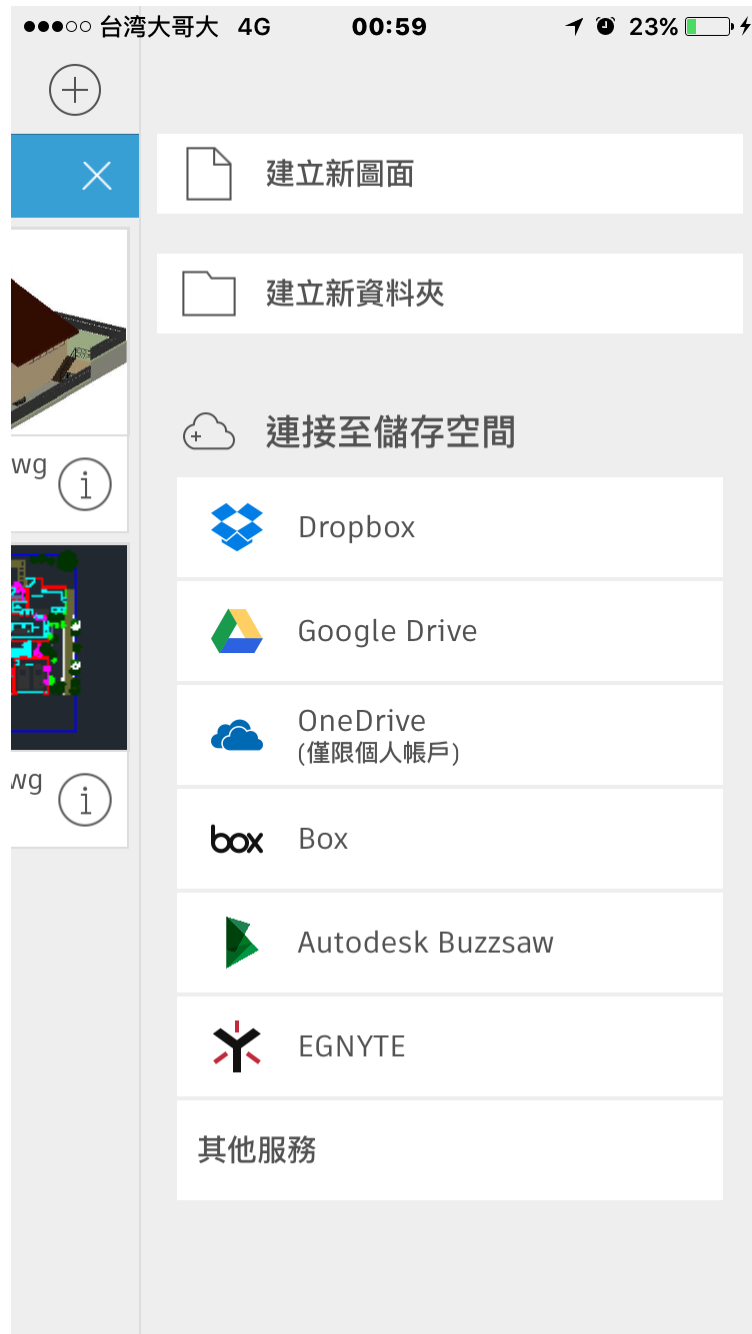 台湾大哥大 4G 00:59 23%
建立新圖面
建立新資料夾
連接至儲存空間
wg
Dropbox
Google Drive
OneDrive
(僅限個人帳戶)
wg
box Box
Autodesk Buzzsaw
EGNYTE
其他服務